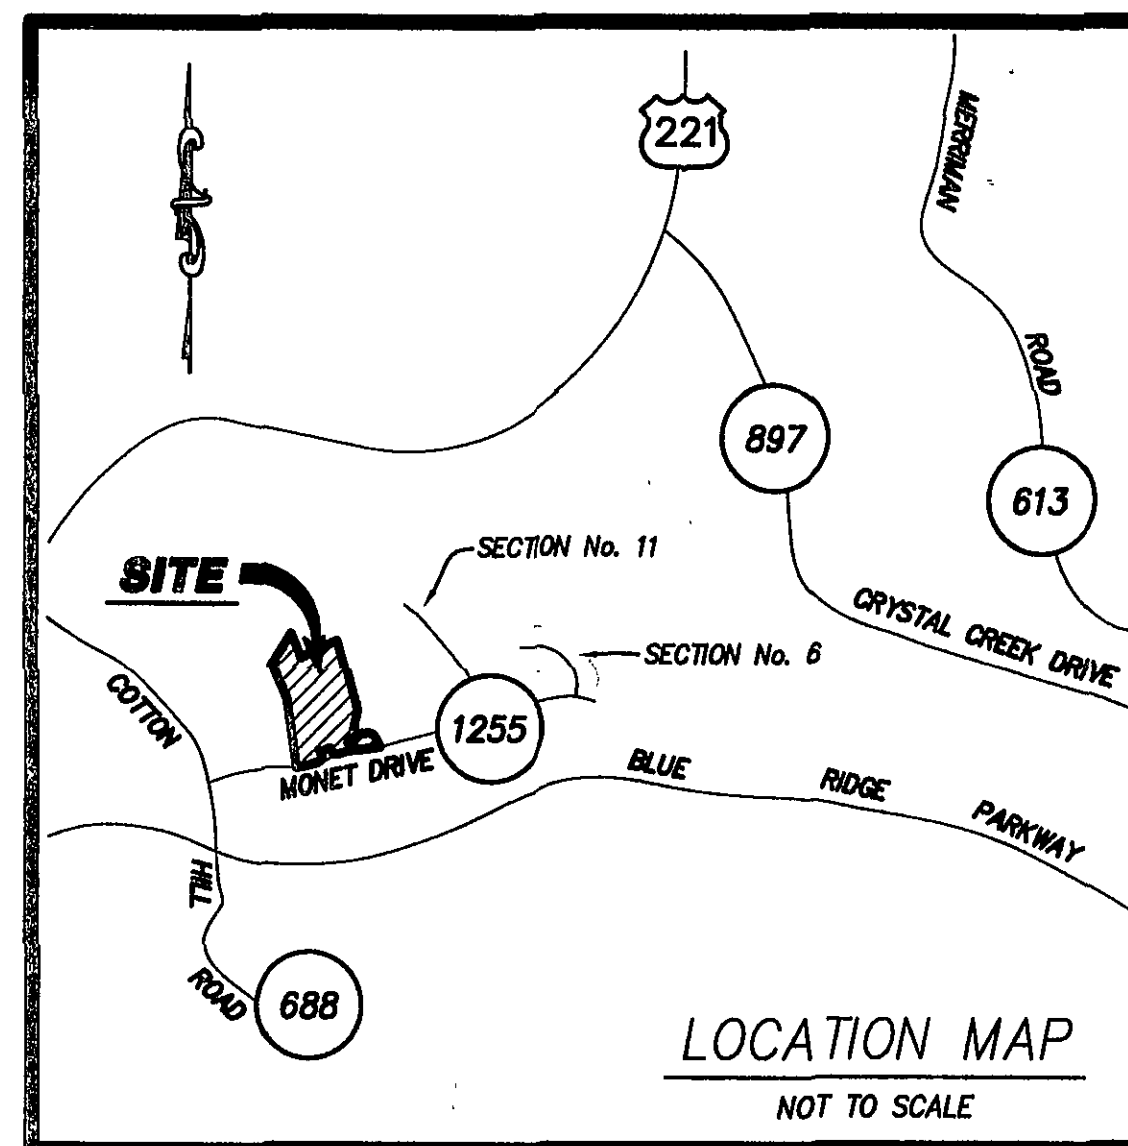 221
MERRIMAN
ROAD
897
613
SECTION No. 11
SITE
CRYSTAL CREEK DRIVE
SECTION No. 6
COTTON
1255
MONET DRIVE
BLUE RIDGE PARKWAY
HILL
ROAD
688
LOCATION MAP
NOT TO SCALE